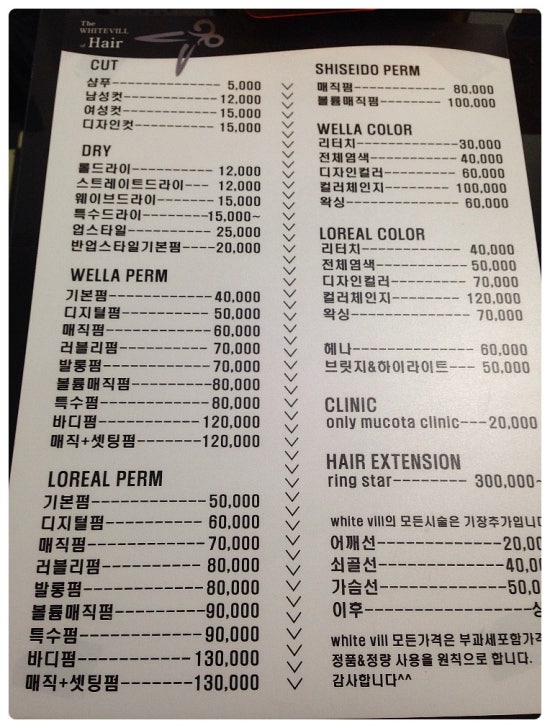 The
WHITEVILL
of Hair
CUT
샴푸--------------- 5,000
남성컷-------------- 12,000
여성컷-------------- 15,000
디자인컷------------ 15,000
DRY
롤드라이------------ 12,000
스트레이트드라이--- 12,000
웨이브드라이-------- 15,000
특수드라이---------15,000~
업스타일------------ 25,000
반업스타일기본펌----20,000
WELLA PERM
기본펌-------------40,000
디지털펌----------- 50,000
매직펌-------------60,000
러블리펌----------- 70,000
발롱펌-------------70,000
볼륨매직펌---------80,000
특수펌------------- 80,000
바디펌------------120,000
매직+셋팅펌-------120,000
LOREAL PERM
기본펌------------ 50,000
디지털펌---------- 60,000
매직펌------------ 70,000
러블리펌---------- 80,000
발롱펌------------ 80,000
볼륨매직펌--------90,000
특수펌------------ 90,000
바디펌----------- 130,000
매직+셋팅펌------130,000
SHISEIDO PERM
매직펌-------------- 80,000
볼륨매직펌--------- 100,000
WELLA COLOR
리터치---------------30,000
전체염색------------ 40,000
디자인컬러---------- 60,000
컬러체인지--------- 100,000
왁싱---------------- 60,000
LOREAL COLOR
리터치------------- 40,000
전체염색----------- 50,000
디자인컬러--------- 70,000
컬러체인지-------- 120,000
왁싱--------------- 70,000
헤나--------------- 60,000
브릿지&하이라이트--- 50,000
CLINIC
only mucota clinic---20,000
HAIR EXTENSION
ring star-------- 300,000~
white vill의 모든시술은 기장추가입니다
어깨선-------------20,00
쇠골선-------------40,0
가슴선-------------50,0
이후-----------------
white vill 모든가격은 부과세포함가격
정품&정량 사용을 원칙으로 합니다.
감사합니다^^